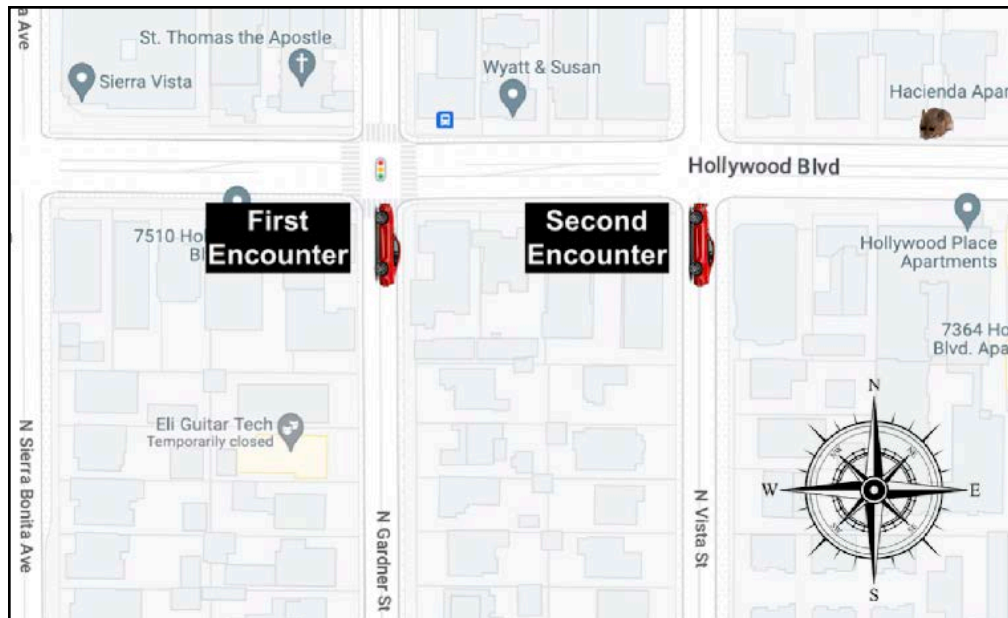 a Ave
St. Thomas the Apostle
Sierra Vista
Wyatt & Susan
Hacienda Apar
Hollywood Blvd
First
Encounter
7510 Ho
Bl
Second
Encounter
Hollywood Place
Apartments
7364 Ho
Blvd. Apa
Eli Guitar Tech
Temporarily closed
N Sierra Bonita Ave
N Gardner St
N Vista St
N
W
E
S